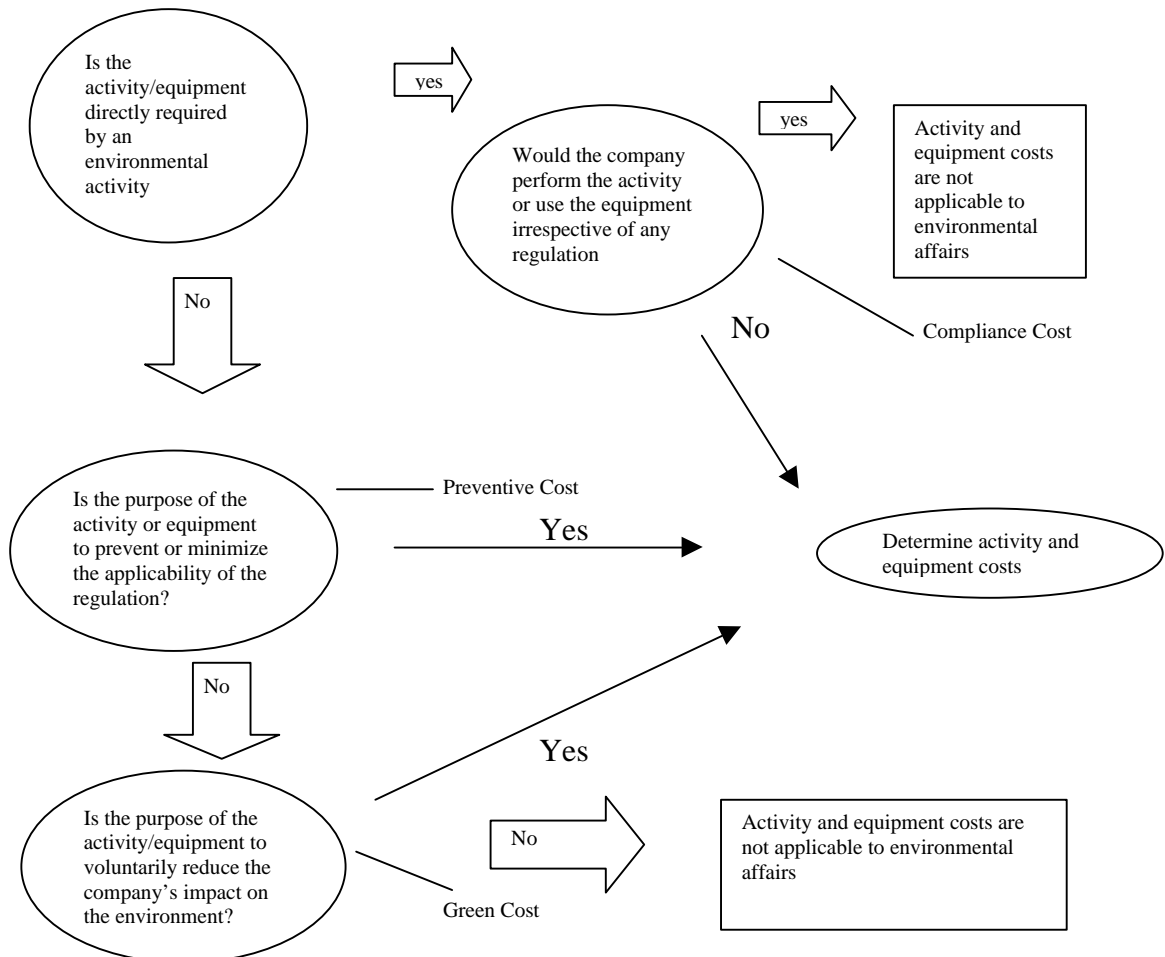 Is the
activity/equipment
directly required
by an
environmental
activity
yes
Would the company
perform the activity
or use the equipment
irrespective of any
regulation
yes
Activity and
equipment costs
are not
applicable to
environmental
affairs
No
No
Compliance Cost
Is the purpose of the
activity or equipment
to prevent or minimize
the applicability of the
regulation?
Preventive Cost
Yes
Determine activity and
equipment costs
No
Yes
Is the purpose of the
activity/equipment to
voluntarily reduce the
company’s impact on
the environment?
No
Green Cost
Activity and equipment costs are
not applicable to environmental
affairs